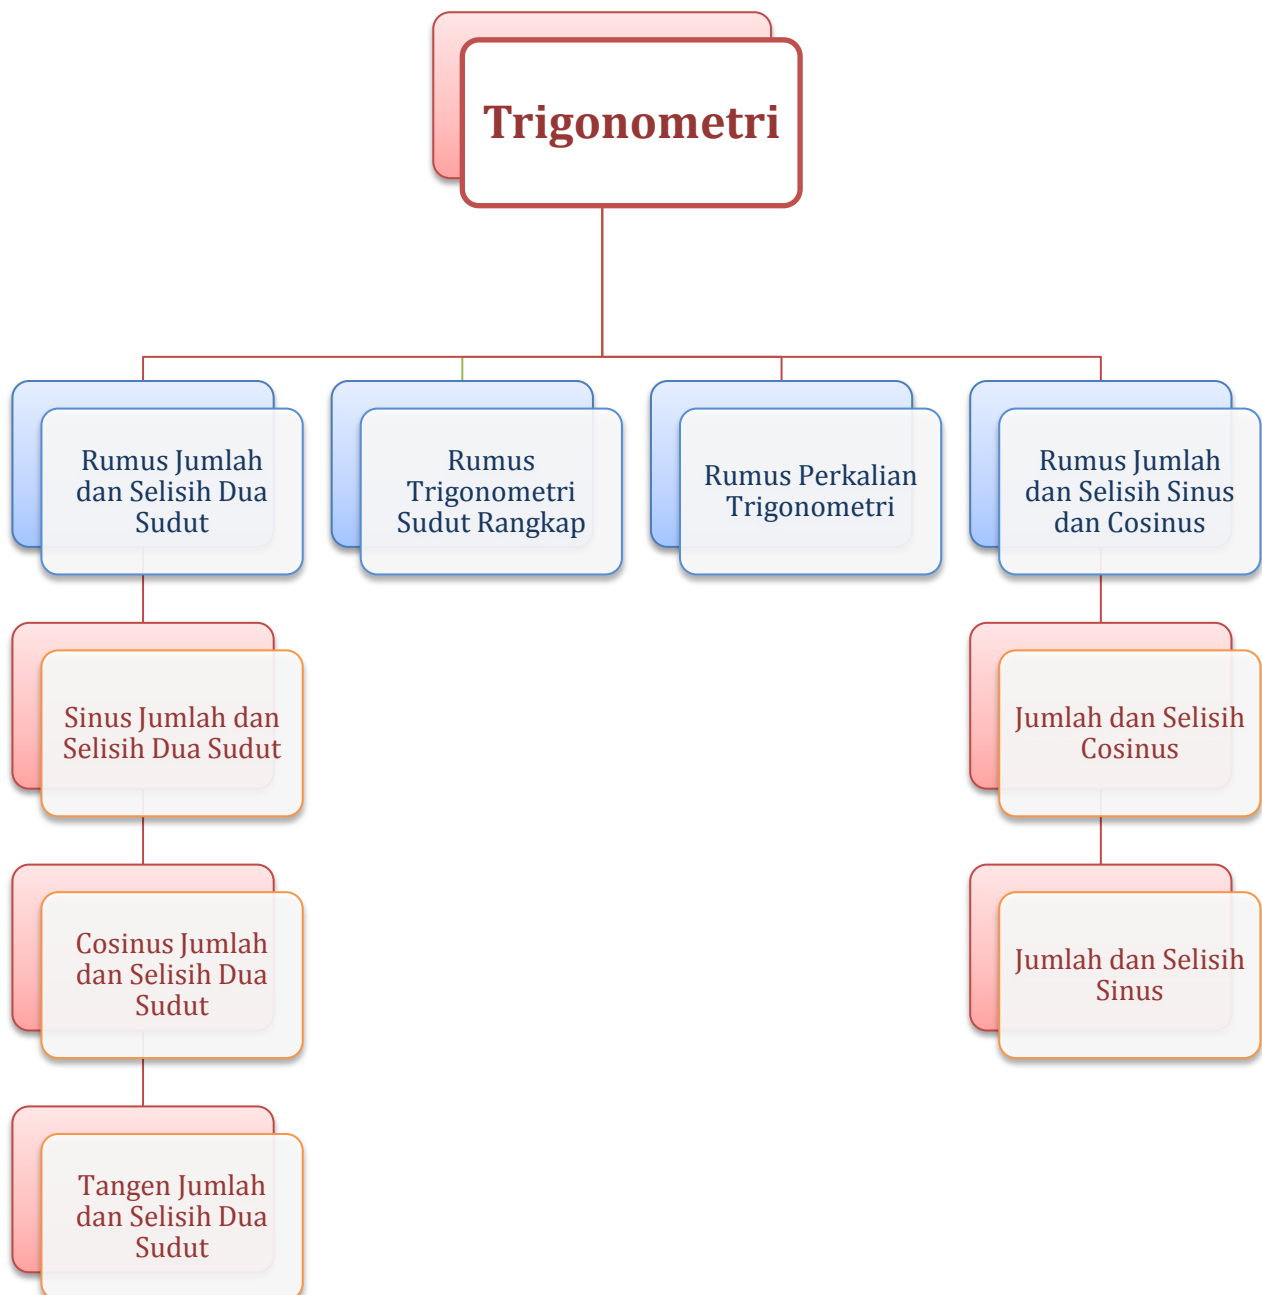 Trigonometri
Rumus Jumlah
dan Selisih Dua
Sudut
Rumus
Trigonometri
Sudut Rangkap
Rumus Perkalian
Trigonometri
Rumus Jumlah
dan Selisih Sinus
dan Cosinus
Sinus Jumlah dan
Selisih Dua Sudut
Jumlah dan Selisih
Cosinus
Cosinus Jumlah
dan Selisih Dua
Sudut
Jumlah dan Selisih
Sinus
Tangen Jumlah
dan Selisih Dua
Sudut